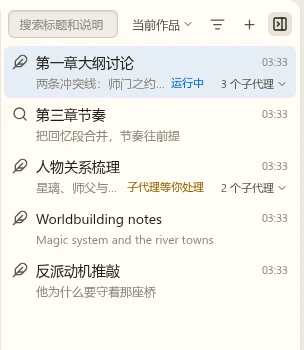 搜索标题和说明 当前作品
第一章大纲讨论 03:33
两条冲突线：师门之约... 运行中 3 个子代理
第三章节奏 03:33
把回忆段合并，节奏往前提
人物关系梳理 03:33
星璃、师父与... 子代理等你处理 2 个子代理
Worldbuilding notes 03:33
Magic system and the river towns
反派动机推敲 03:33
他为什么要守着那座桥